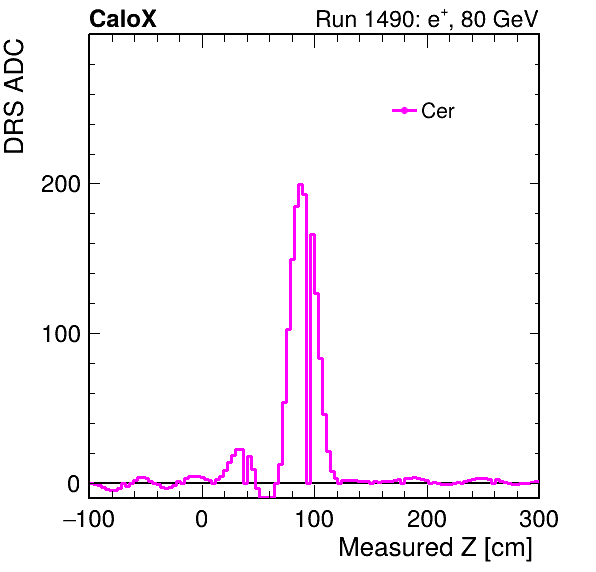 CaloX Run 1490: e⁺, 80 GeV
DRS ADC
Cer
200
100
0
−100 0 100 200 300
Measured Z [cm]